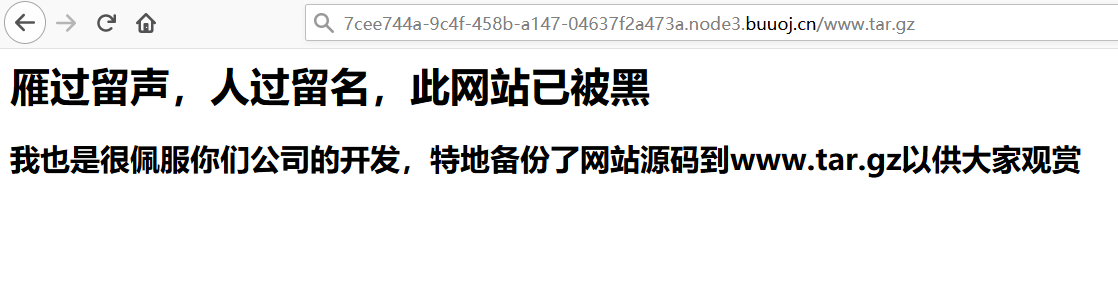 7cee744a-9c4f-458b-a147-04637f2a473a.node3.buuoj.cn/www.tar.gz
雁过留声，人过留名，此网站已被黑
我也是很佩服你们公司的开发，特地备份了网站源码到www.tar.gz以供大家观赏